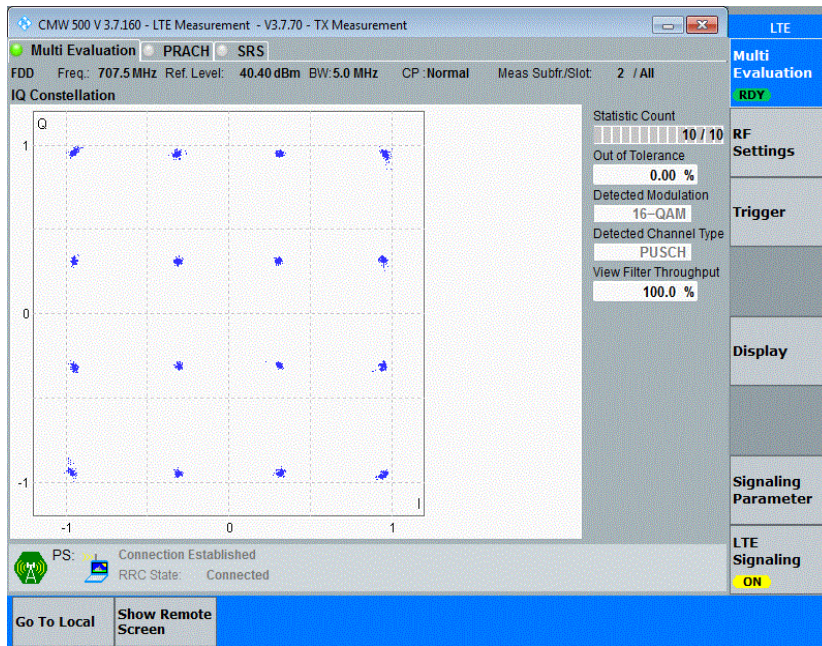 CMW 500 V 3.7.160 - LTE Measurement - V3.7.70 - TX Measurement
LTE
Multi Evaluation PRACH SRS
Multi
Evaluation
RDY
FDD Freq.: 707.5 MHz Ref. Level: 40.40 dBm BW: 5.0 MHz CP : Normal Meas Subfr./Slot: 2 / All
IQ Constellation
Q
1
0
-1
I
-1 0 1
Statistic Count
10 / 10
Out of Tolerance
0.00 %
Detected Modulation
16-QAM
Detected Channel Type
PUSCH
View Filter Throughput
100.0 %
RF
Settings
Trigger
Display
Signaling
Parameter
LTE
Signaling
ON
PS: Connection Established
RRC State: Connected
Go To Local
Show Remote
Screen